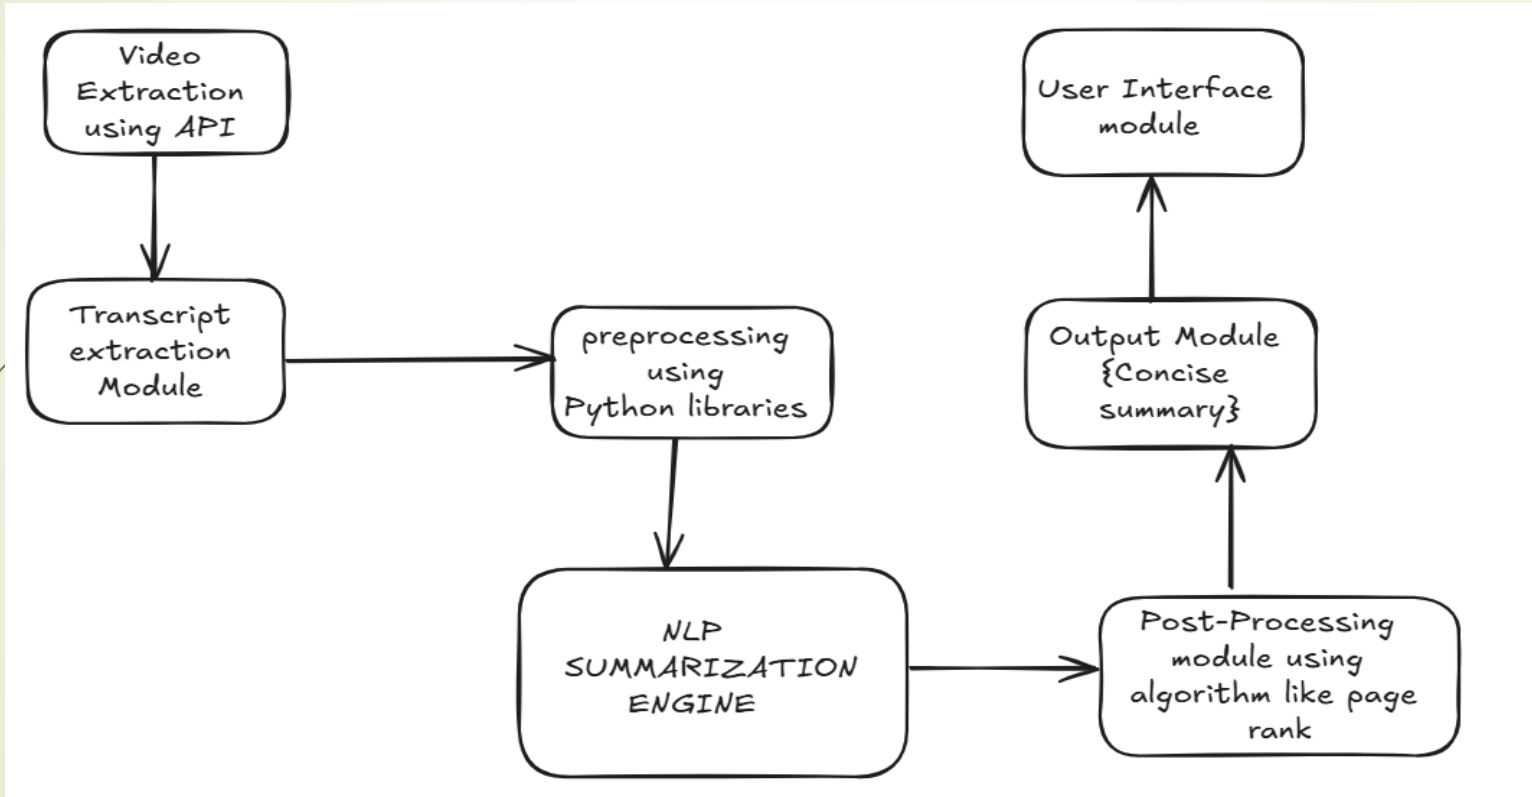 Video
Extraction
using API
Transcript
extraction
Module
preprocessing
using
Python libraries
NLP
SUMMARIZATION
ENGINE
Post-Processing
module using
algorithm like page
rank
Output Module
{Concise
summary}
User Interface
module